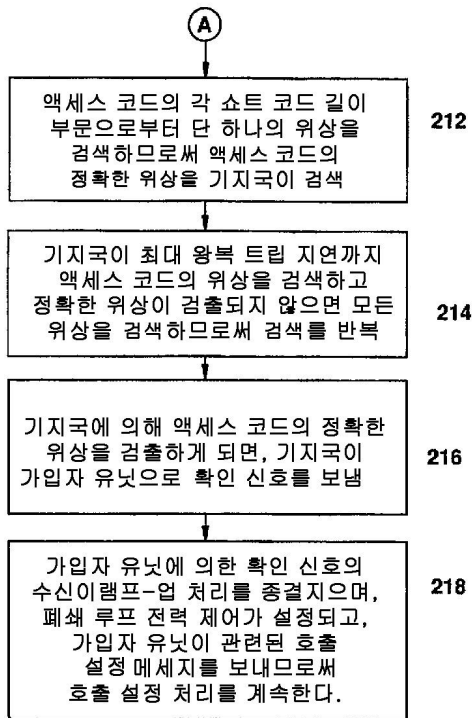 A
액세스 코드의 각 쇼트 코드 길이
부문으로부터 단 하나의 위상을
검색하므로써 액세스 코드의
정확한 위상을 기지국이 검색
212
기지국이 최대 왕복 트립 지연까지
액세스 코드의 위상을 검색하고
정확한 위상이 검출되지 않으면 모든
위상을 검색하므로써 검색를 반복
214
기지국에 의해 액세스 코드의 정확한
위상을 검출하게 되면, 기지국이
가입자 유닛으로 확인 신호를 보냄
216
가입자 유닛에 의한 확인 신호의
수신이램프-업 처리를 종결지으며,
폐쇄 루프 전력 제어가 설정되고,
가입자 유닛이 관련된 호출
설정 메세지를 보내므로써
호출 설정 처리를 계속한다.
218